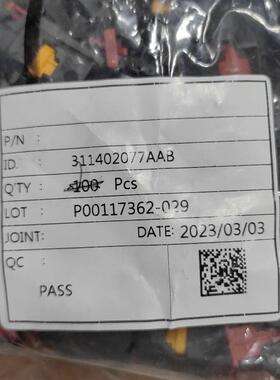 P/N :
ID. : 311402077AAB
Q'TY : 100 Pcs
LOT : P00117362-029
JOINT: DATE: 2023/03/03
QC :
PASS